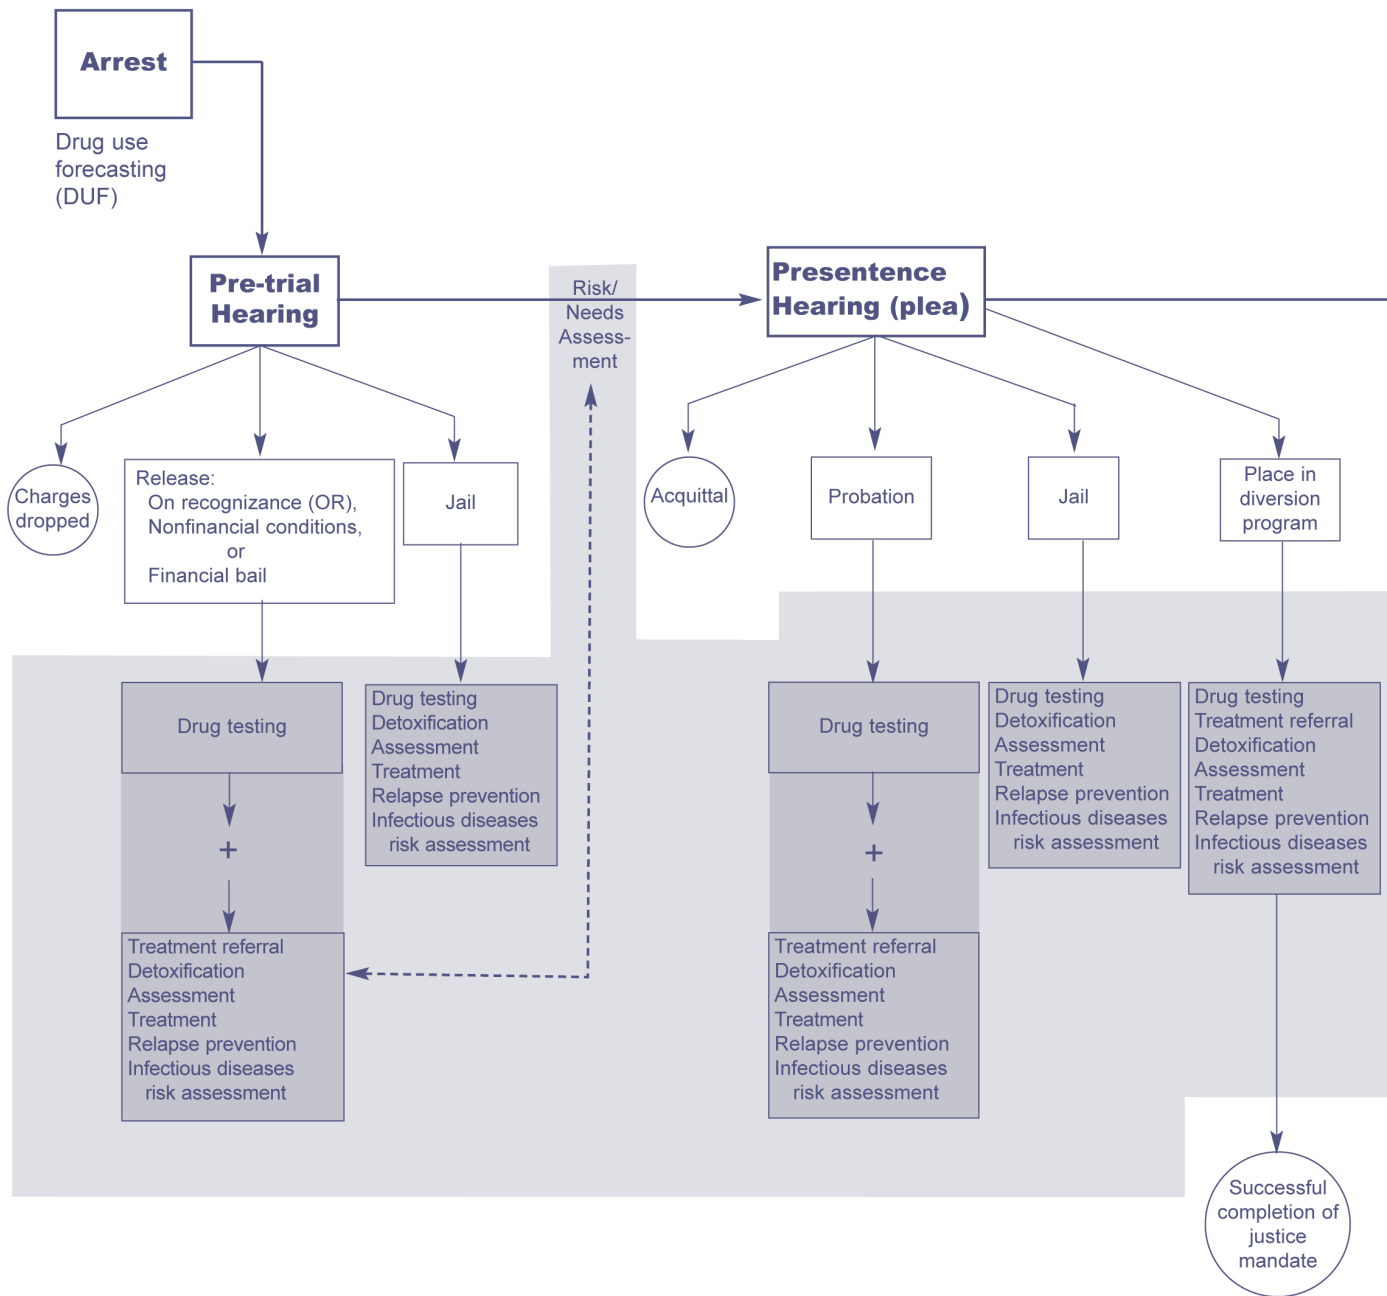 Arrest
Drug use
forecasting
(DUF)
Pre-trial
Hearing
Risk/
Needs
Assess-
ment
Presentence
Hearing (plea)
Charges
dropped
Release:
On recognizance (OR),
Nonfinancial conditions,
or
Financial bail
Jail
Acquittal
Probation
Jail
Place in
diversion
program
Drug testing
+
Treatment referral
Detoxification
Assessment
Treatment
Relapse prevention
Infectious diseases
risk assessment
Drug testing
Detoxification
Assessment
Treatment
Relapse prevention
Infectious diseases
risk assessment
Drug testing
+
Treatment referral
Detoxification
Assessment
Treatment
Relapse prevention
Infectious diseases
risk assessment
Drug testing
Detoxification
Assessment
Treatment
Relapse prevention
Infectious diseases
risk assessment
Drug testing
Treatment referral
Detoxification
Assessment
Treatment
Relapse prevention
Infectious diseases
risk assessment
Successful
completion of
justice
mandate